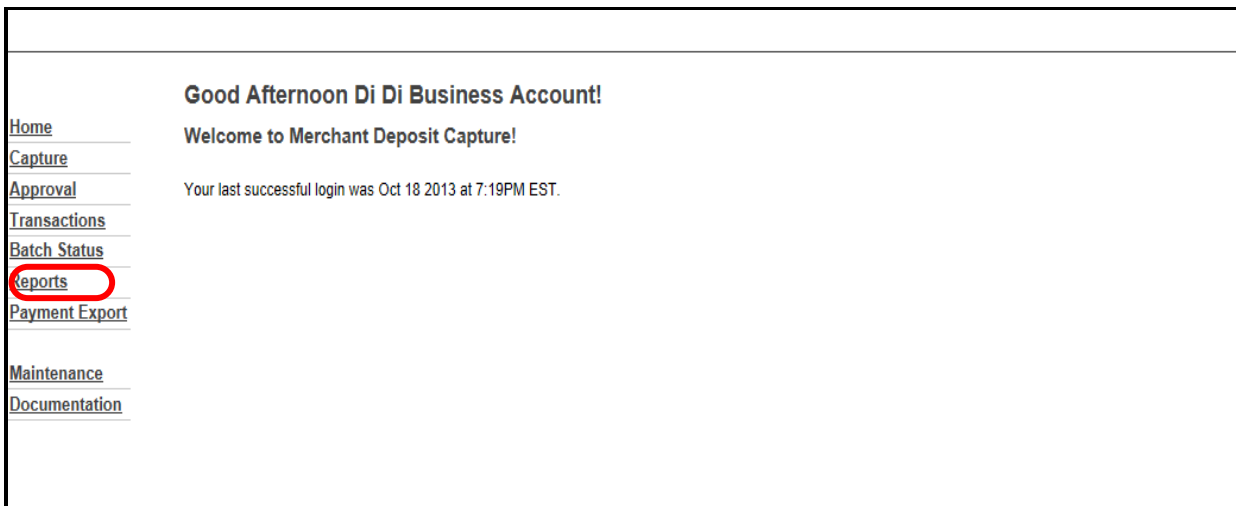 Good Afternoon Di Di Business Account!
Welcome to Merchant Deposit Capture!
Your last successful login was Oct 18 2013 at 7:19PM EST.
Home
Capture
Approval
Transactions
Batch Status
Reports
Payment Export
Maintenance
Documentation